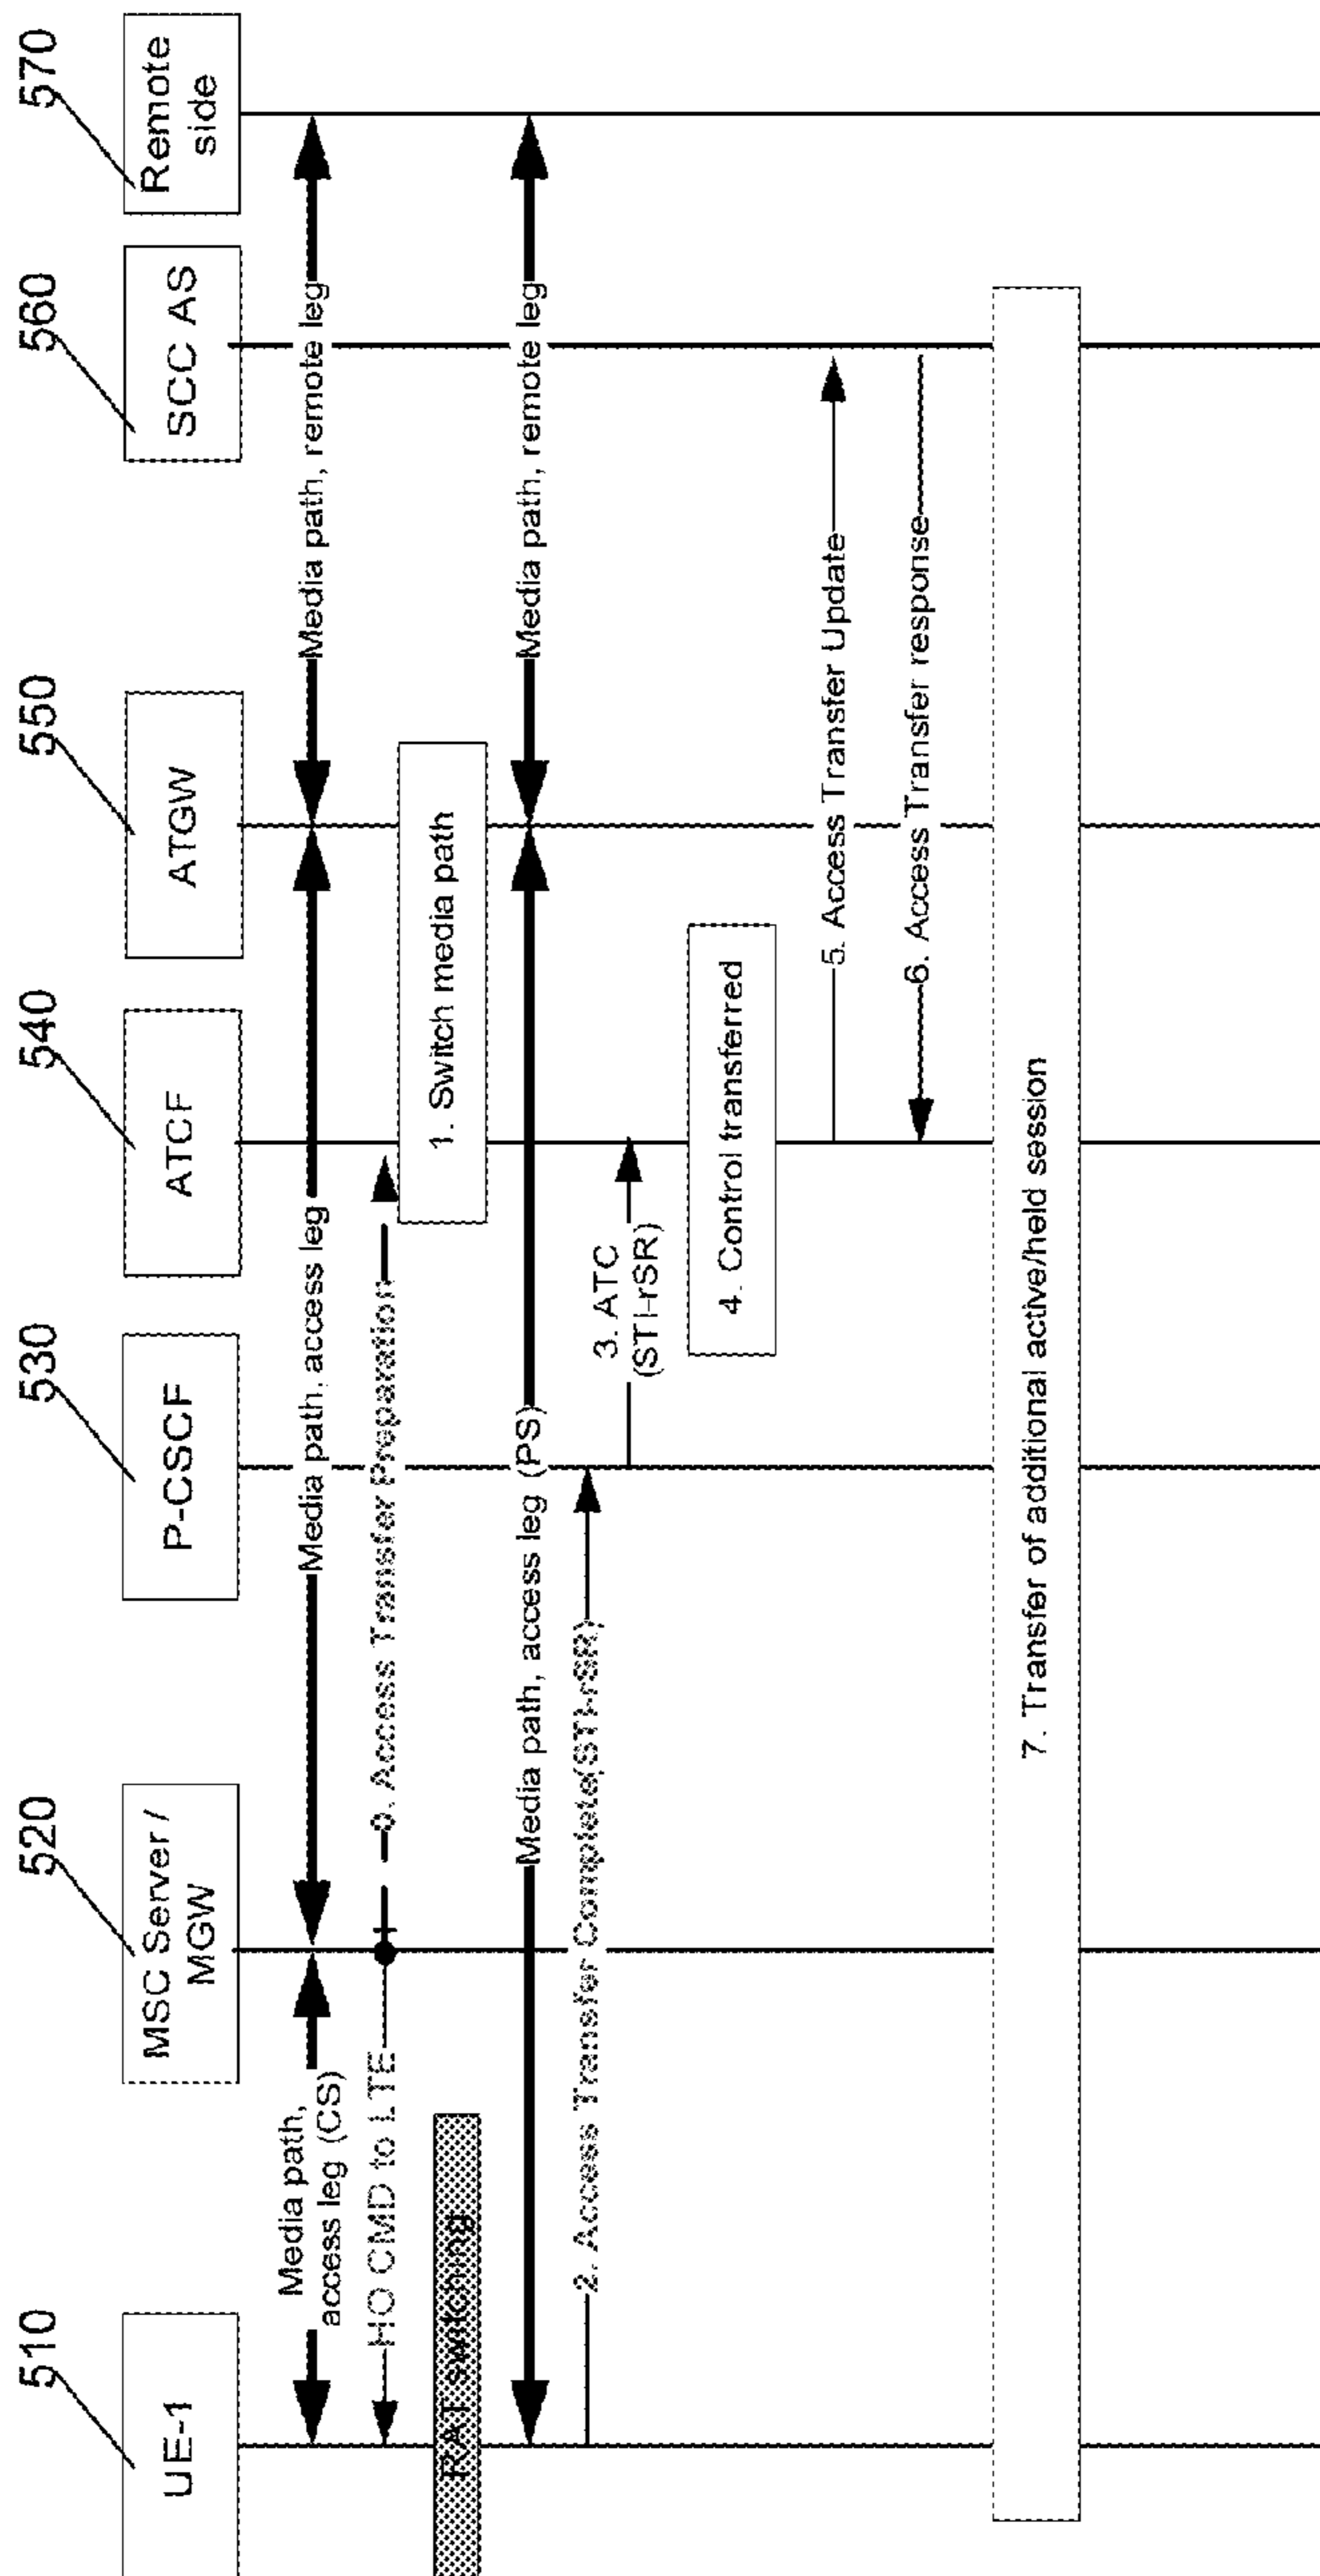 510
520
530
540
550
560
570
UE-1
MSC Server /
MGW
P-CSCF
ATCF
ATGW
SCC AS
Remote
side
Media path,
access leg (CS)
Media path, access leg
Media path, remote leg
HO CMD to LTE
0. Access Transfer Preparation
1. Switch media path
RAT switching
Media path, access leg (PS)
Media path, remote leg
2. Access Transfer Complete(STI-rSR)
3. ATC
(STI-rSR)
4. Control transferred
5. Access Transfer Update
6. Access Transfer response
7. Transfer of additional active/held session